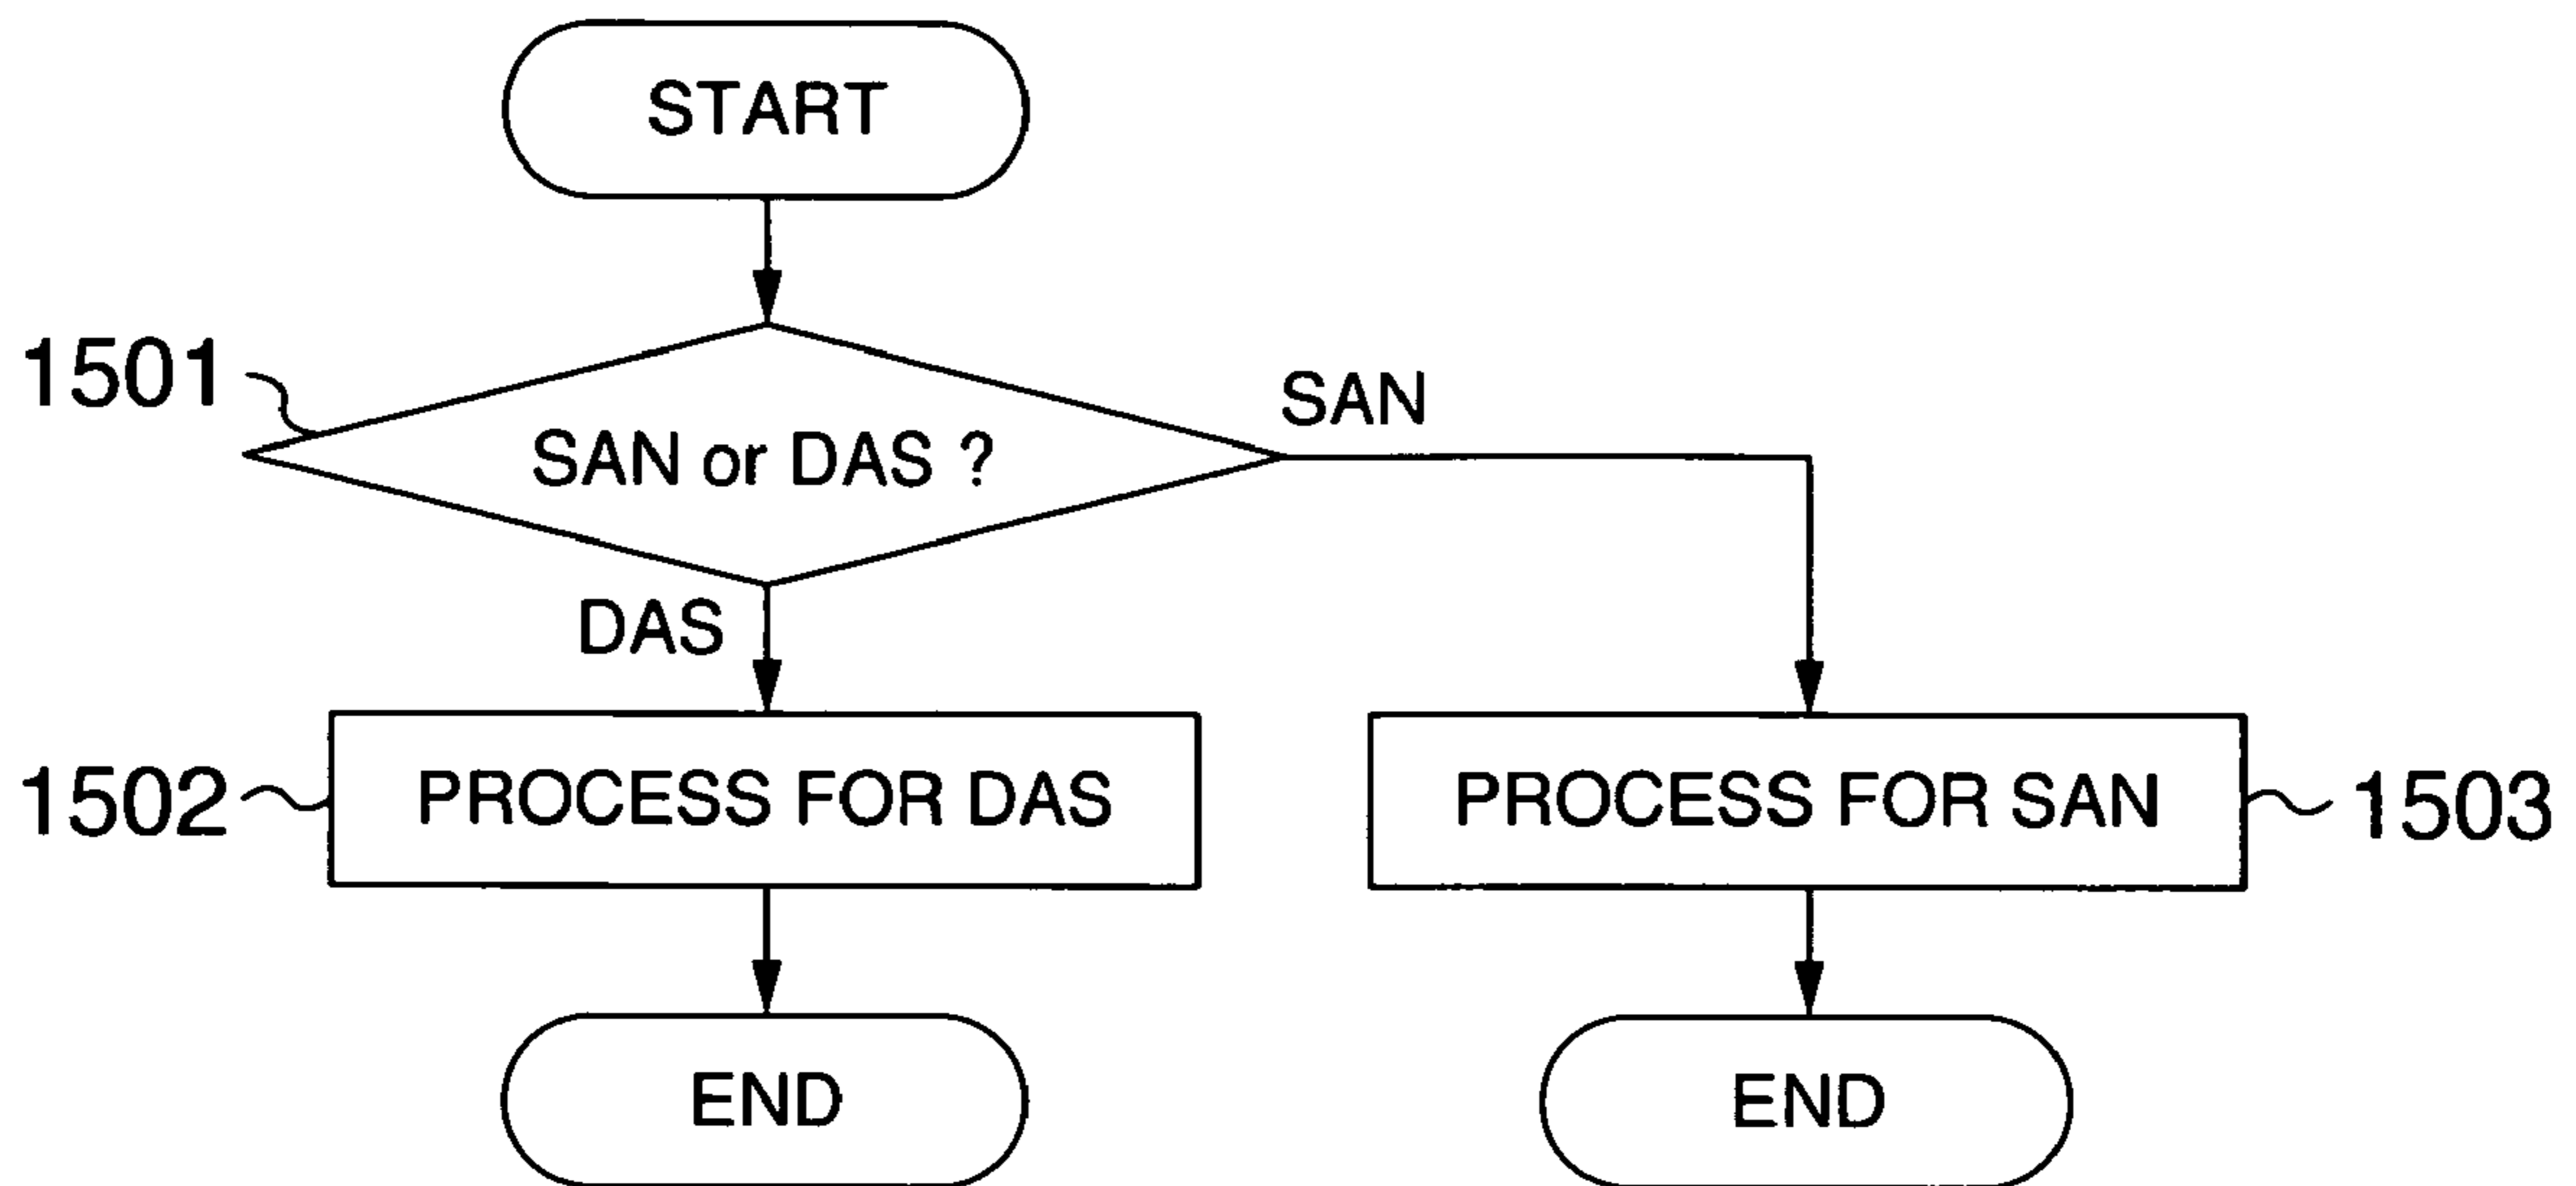 START
1501
SAN or DAS ?
SAN
DAS
1502
PROCESS FOR DAS
PROCESS FOR SAN
1503
END
END